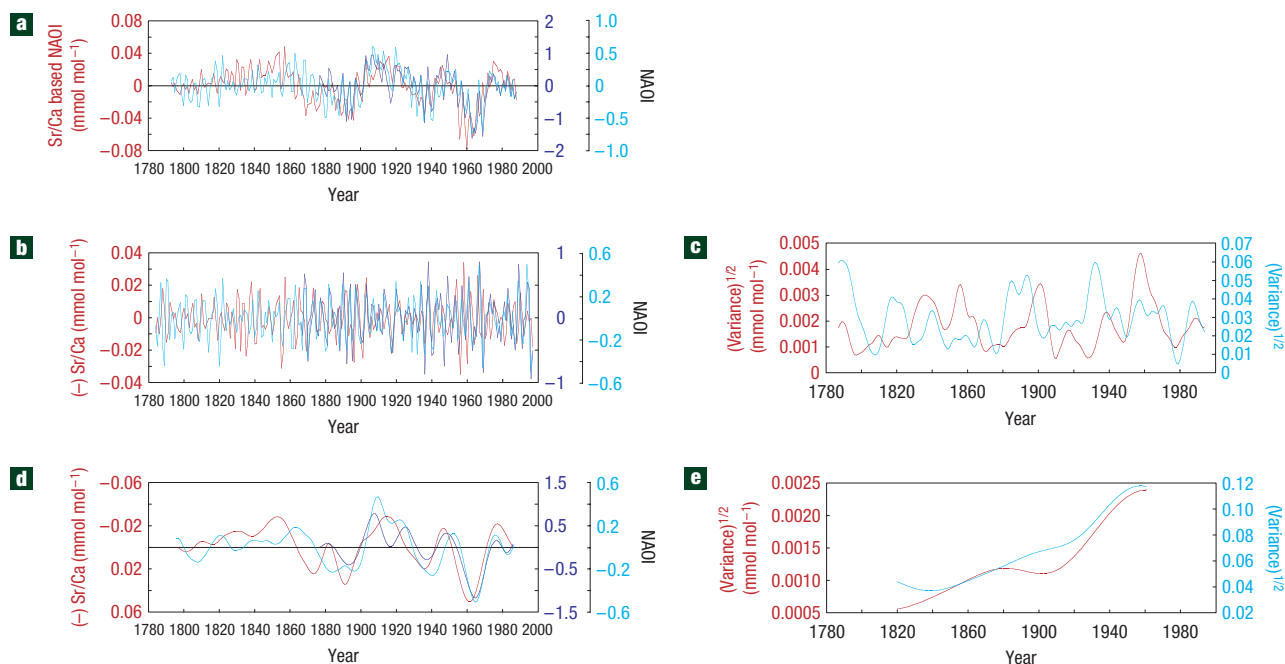 a
Sr/Ca based NAOI
(mmol mol−1)
0.08
0.04
0
−0.04
−0.08
2
1
0
−1
−2
1.0
0.5
0
−0.5
−1.0
NAOI
1780 1800 1820 1840 1860 1880 1900 1920 1940 1960 1980 2000
Year
b
(−) Sr/Ca (mmol mol−1)
0.04
0.02
0
−0.02
−0.04
1
0
−1
0.6
0.2
−0.2
−0.6
NAOI
1780 1800 1820 1840 1860 1880 1900 1920 1940 1960 1980 2000
Year
c
(Variance)1/2
(mmol mol−1)
0.005
0.004
0.003
0.002
0.001
0
0.07
0.06
0.05
0.04
0.03
0.02
0.01
0
(Variance)1/2
1780 1820 1860 1900 1940 1980
Year
d
(−) Sr/Ca (mmol mol−1)
−0.06
−0.02
0.02
0.06
1.5
0.5
−0.5
−1.5
0.6
0.2
−0.2
−0.6
NAOI
1780 1800 1820 1840 1860 1880 1900 1920 1940 1960 1980 2000
Year
e
(Variance)1/2
(mmol mol−1)
0.0025
0.0020
0.0015
0.0010
0.0005
0.12
0.10
0.08
0.06
0.04
0.02
(Variance)1/2
1780 1820 1860 1900 1940 1980
Year